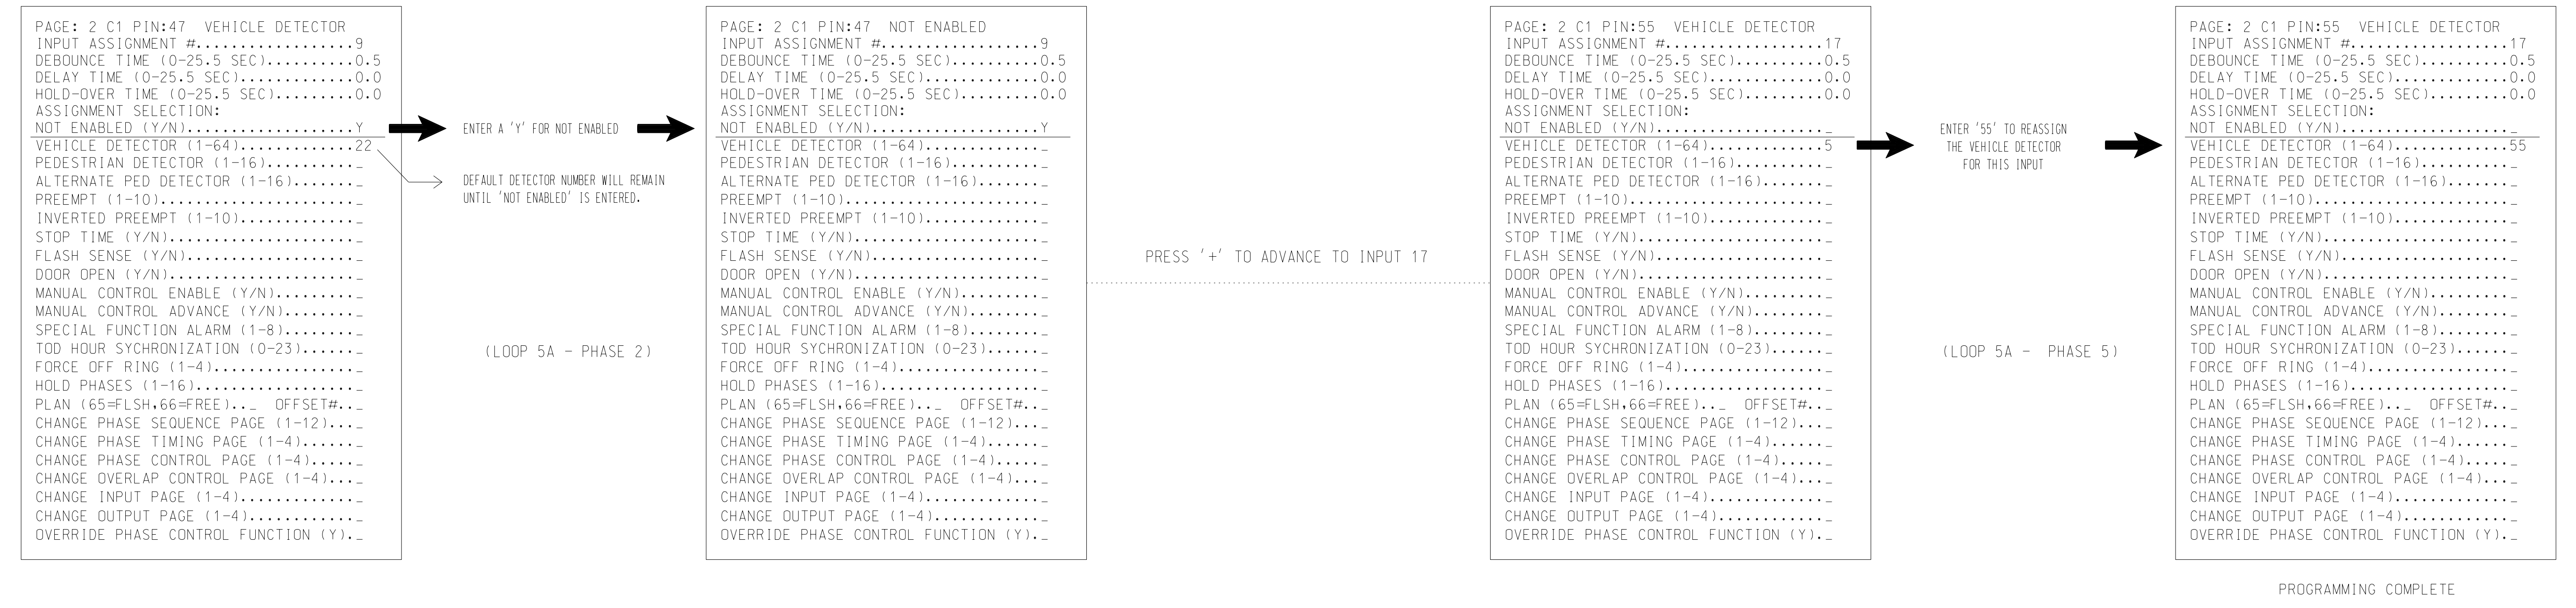 PAGE: 2 C1 PIN:47  VEHICLE DETECTOR
INPUT ASSIGNMENT #..................9
DEBOUNCE TIME (0-25.5 SEC)..........0.5
DELAY TIME (0-25.5 SEC).............0.0
HOLD-OVER TIME (0-25.5 SEC).........0.0
ASSIGNMENT SELECTION:
NOT ENABLED (Y/N)...................Y
VEHICLE DETECTOR (1-64).............22
PEDESTRIAN DETECTOR (1-16).........._
ALTERNATE PED DETECTOR (1-16)......._
PREEMPT (1-10)......................_
INVERTED PREEMPT (1-10)............._
STOP TIME (Y/N)....................._
FLASH SENSE (Y/N)..................._
DOOR OPEN (Y/N)....................._
MANUAL CONTROL ENABLE (Y/N)........._
MANUAL CONTROL ADVANCE (Y/N)........_
SPECIAL FUNCTION ALARM (1-8)........_
TOD HOUR SYCHRONIZATION (0-23)......_
FORCE OFF RING (1-4)................_
HOLD PHASES (1-16).................._
PLAN (65=FLSH,66=FREE).._  OFFSET#.._
CHANGE PHASE SEQUENCE PAGE (1-12)..._
CHANGE PHASE TIMING PAGE (1-4)......_
CHANGE PHASE CONTROL PAGE (1-4)....._
CHANGE OVERLAP CONTROL PAGE (1-4)..._
CHANGE INPUT PAGE (1-4)............._
CHANGE OUTPUT PAGE (1-4)............_
OVERRIDE PHASE CONTROL FUNCTION (Y)._
ENTER A 'Y' FOR NOT ENABLED
DEFAULT DETECTOR NUMBER WILL REMAIN
UNTIL 'NOT ENABLED' IS ENTERED.
(LOOP 5A - PHASE 2)
PAGE: 2 C1 PIN:47  NOT ENABLED
INPUT ASSIGNMENT #..................9
DEBOUNCE TIME (0-25.5 SEC)..........0.5
DELAY TIME (0-25.5 SEC).............0.0
HOLD-OVER TIME (0-25.5 SEC).........0.0
ASSIGNMENT SELECTION:
NOT ENABLED (Y/N)...................Y
VEHICLE DETECTOR (1-64)............._
PEDESTRIAN DETECTOR (1-16).........._
ALTERNATE PED DETECTOR (1-16)......._
PREEMPT (1-10)......................_
INVERTED PREEMPT (1-10)............._
STOP TIME (Y/N)....................._
FLASH SENSE (Y/N)..................._
DOOR OPEN (Y/N)....................._
MANUAL CONTROL ENABLE (Y/N)........._
MANUAL CONTROL ADVANCE (Y/N)........_
SPECIAL FUNCTION ALARM (1-8)........_
TOD HOUR SYCHRONIZATION (0-23)......_
FORCE OFF RING (1-4)................_
HOLD PHASES (1-16).................._
PLAN (65=FLSH,66=FREE).._  OFFSET#.._
CHANGE PHASE SEQUENCE PAGE (1-12)..._
CHANGE PHASE TIMING PAGE (1-4)......_
CHANGE PHASE CONTROL PAGE (1-4)....._
CHANGE OVERLAP CONTROL PAGE (1-4)..._
CHANGE INPUT PAGE (1-4)............._
CHANGE OUTPUT PAGE (1-4)............_
OVERRIDE PHASE CONTROL FUNCTION (Y)._
PRESS '+' TO ADVANCE TO INPUT 17
PAGE: 2 C1 PIN:55  VEHICLE DETECTOR
INPUT ASSIGNMENT #..................17
DEBOUNCE TIME (0-25.5 SEC)..........0.5
DELAY TIME (0-25.5 SEC).............0.0
HOLD-OVER TIME (0-25.5 SEC).........0.0
ASSIGNMENT SELECTION:
NOT ENABLED (Y/N)..................._
VEHICLE DETECTOR (1-64).............5
PEDESTRIAN DETECTOR (1-16).........._
ALTERNATE PED DETECTOR (1-16)......._
PREEMPT (1-10)......................_
INVERTED PREEMPT (1-10)............._
STOP TIME (Y/N)....................._
FLASH SENSE (Y/N)..................._
DOOR OPEN (Y/N)....................._
MANUAL CONTROL ENABLE (Y/N)........._
MANUAL CONTROL ADVANCE (Y/N)........_
SPECIAL FUNCTION ALARM (1-8)........_
TOD HOUR SYCHRONIZATION (0-23)......_
FORCE OFF RING (1-4)................_
HOLD PHASES (1-16).................._
PLAN (65=FLSH,66=FREE).._  OFFSET#.._
CHANGE PHASE SEQUENCE PAGE (1-12)..._
CHANGE PHASE TIMING PAGE (1-4)......_
CHANGE PHASE CONTROL PAGE (1-4)....._
CHANGE OVERLAP CONTROL PAGE (1-4)..._
CHANGE INPUT PAGE (1-4)............._
CHANGE OUTPUT PAGE (1-4)............_
OVERRIDE PHASE CONTROL FUNCTION (Y)._
ENTER '55' TO REASSIGN
THE VEHICLE DETECTOR
FOR THIS INPUT
(LOOP 5A -  PHASE 5)
PAGE: 2 C1 PIN:55  VEHICLE DETECTOR
INPUT ASSIGNMENT #..................17
DEBOUNCE TIME (0-25.5 SEC)..........0.5
DELAY TIME (0-25.5 SEC).............0.0
HOLD-OVER TIME (0-25.5 SEC).........0.0
ASSIGNMENT SELECTION:
NOT ENABLED (Y/N)..................._
VEHICLE DETECTOR (1-64).............55
PEDESTRIAN DETECTOR (1-16).........._
ALTERNATE PED DETECTOR (1-16)......._
PREEMPT (1-10)......................_
INVERTED PREEMPT (1-10)............._
STOP TIME (Y/N)....................._
FLASH SENSE (Y/N)..................._
DOOR OPEN (Y/N)....................._
MANUAL CONTROL ENABLE (Y/N)........._
MANUAL CONTROL ADVANCE (Y/N)........_
SPECIAL FUNCTION ALARM (1-8)........_
TOD HOUR SYCHRONIZATION (0-23)......_
FORCE OFF RING (1-4)................_
HOLD PHASES (1-16).................._
PLAN (65=FLSH,66=FREE).._  OFFSET#.._
CHANGE PHASE SEQUENCE PAGE (1-12)..._
CHANGE PHASE TIMING PAGE (1-4)......_
CHANGE PHASE CONTROL PAGE (1-4)....._
CHANGE OVERLAP CONTROL PAGE (1-4)..._
CHANGE INPUT PAGE (1-4)............._
CHANGE OUTPUT PAGE (1-4)............_
OVERRIDE PHASE CONTROL FUNCTION (Y)._
PROGRAMMING COMPLETE